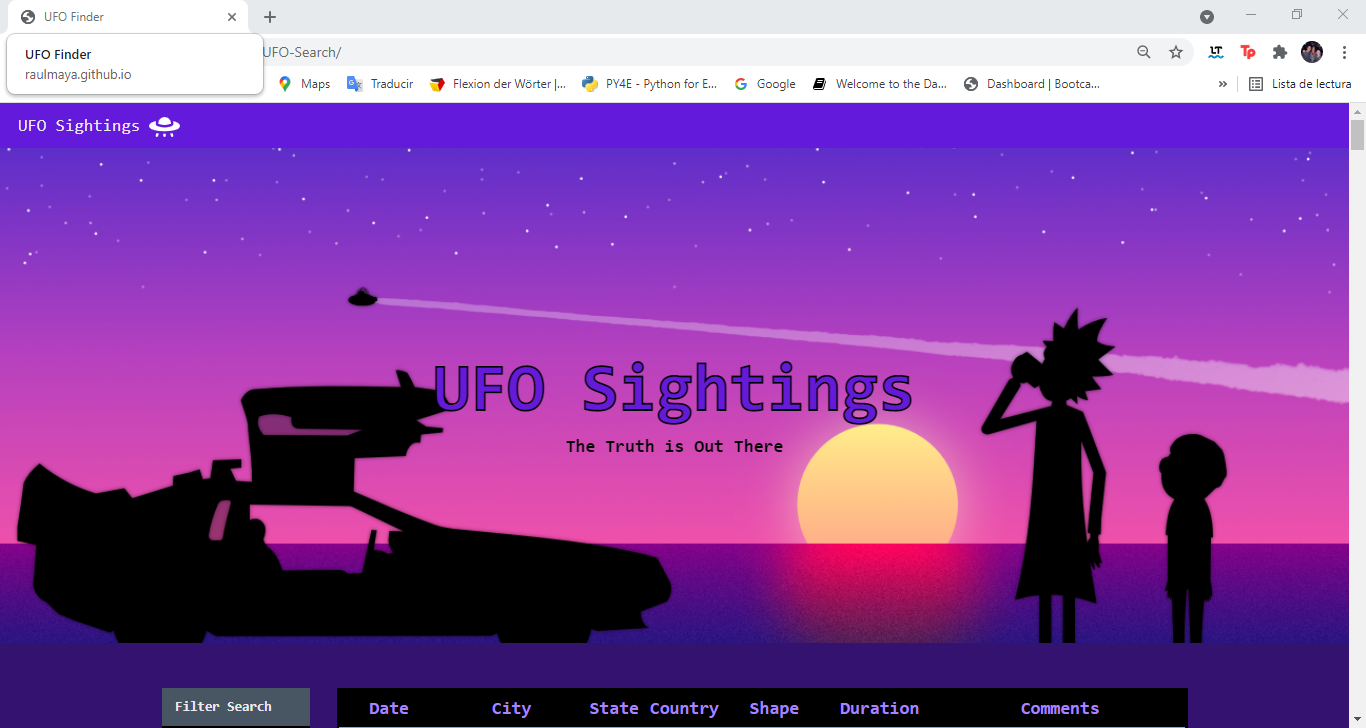 UFO Finder
UFO Finder
raulmaya.github.io
UFO-Search/
Maps
Traducir
Flexion der Wörter |...
PY4E - Python for E...
Google
Welcome to the Da...
Dashboard | Bootca...
»
Lista de lectura
LT
Tp
UFO Sightings
UFO Sightings
The Truth is Out There
Filter Search
Date City State Country Shape Duration Comments